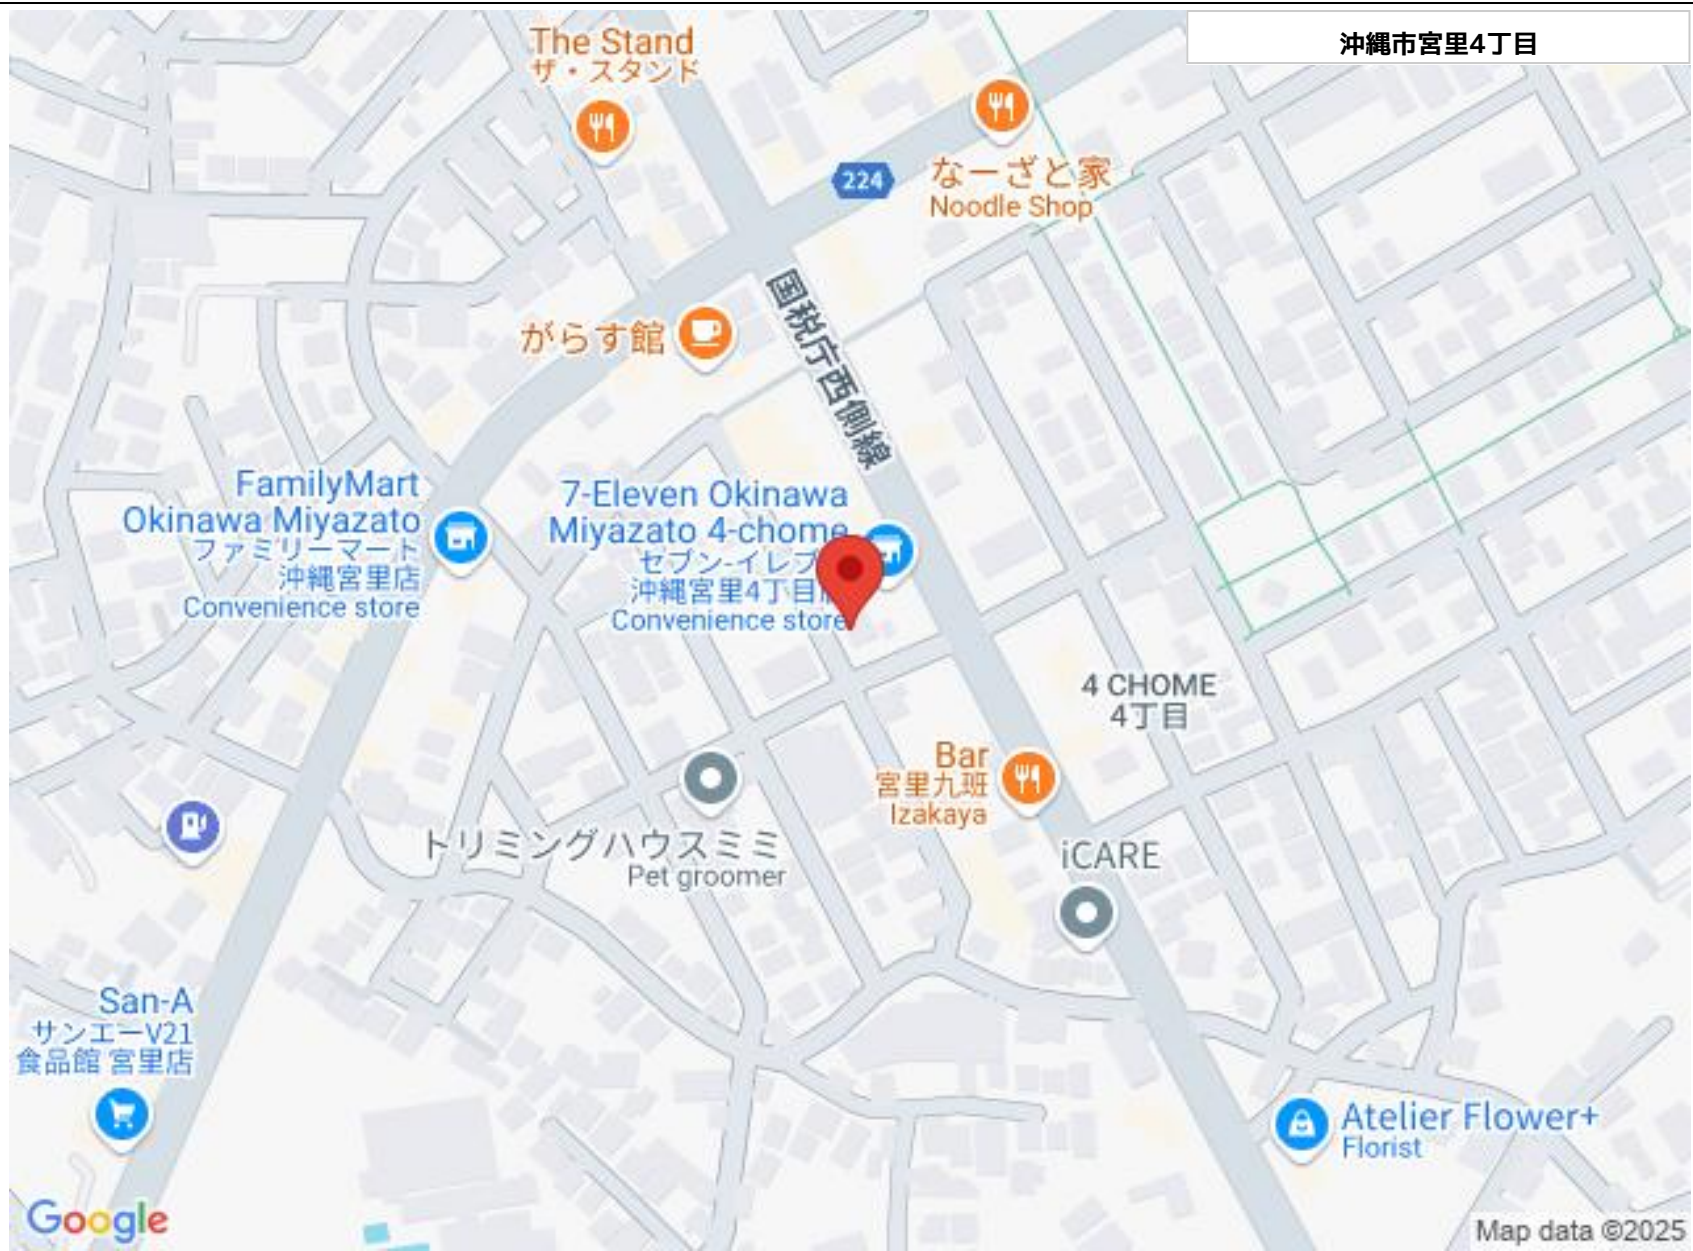 沖縄市宮里4丁目
The Stand
ザ・スタンド
224
なーざと家
Noodle Shop
国税庁西側線
がらす館
FamilyMart
Okinawa Miyazato
ファミリーマート
沖縄宮里店
Convenience store
7-Eleven Okinawa
Miyazato 4-chome
セブン-イレブ
沖縄宮里4丁目
Convenience store
4 CHOME
4丁目
Bar
宮里九班
Izakaya
トリミングハウスミミ
Pet groomer
iCARE
San-A
サンエーV21
食品館 宮里店
Atelier Flower+
Florist
Google
Map data ©2025